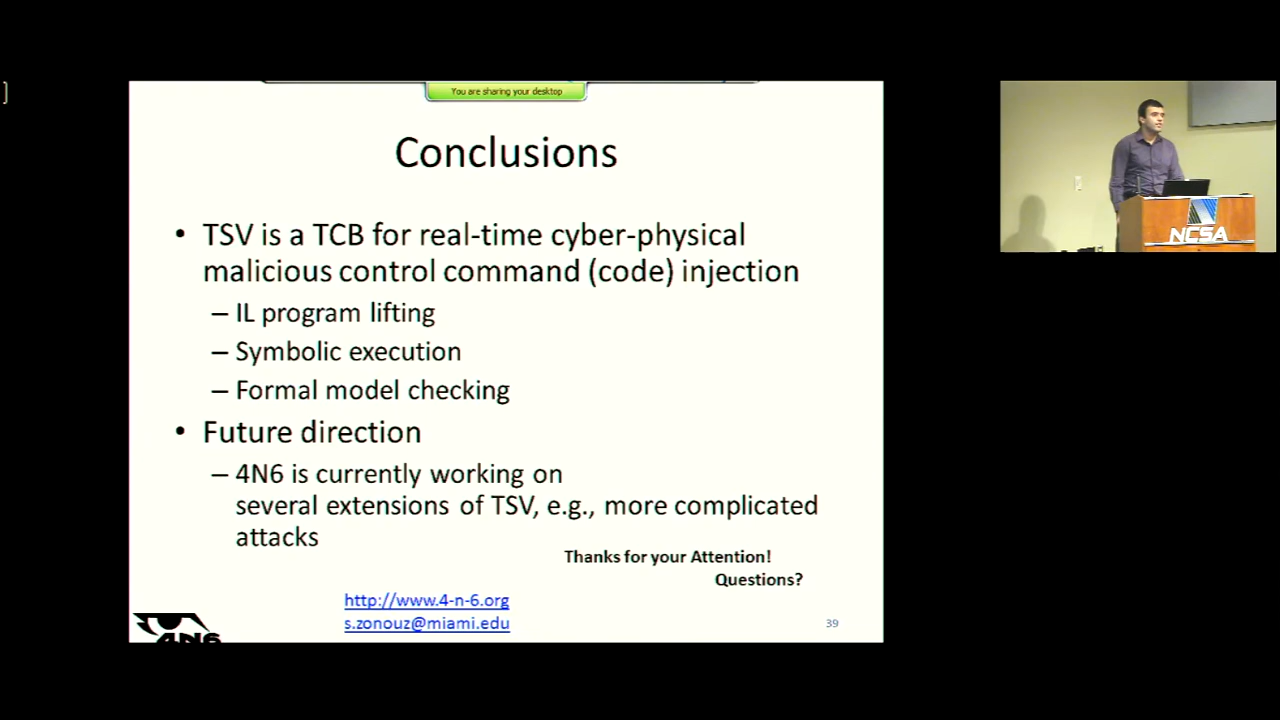 ]
You are sharing your desktop
Conclusions
• TSV is a TCB for real-time cyber-physical
malicious control command (code) injection
– IL program lifting
– Symbolic execution
– Formal model checking
• Future direction
– 4N6 is currently working on
several extensions of TSV, e.g., more complicated
attacks
Thanks for your Attention!
Questions?
http://www.4-n-6.org
s.zonouz@miami.edu
39
4N6
NCSA